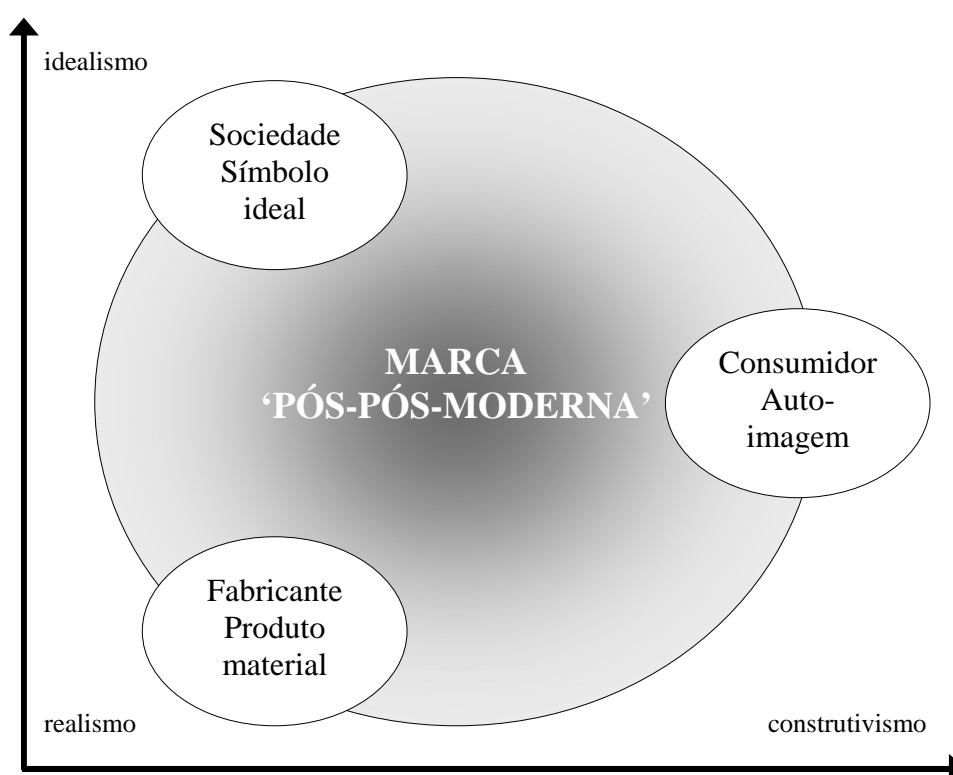 idealismo
Sociedade
Símbolo
ideal
MARCA
‘PÓS-PÓS-MODERNA’
Consumidor
Auto-
imagem
Fabricante
Produto
material
realismo
construtivismo